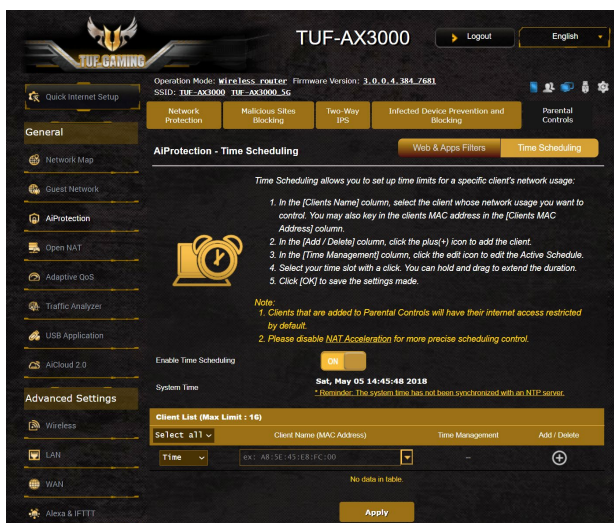 TUF GAMING
TUF-AX3000
Logout
English
Operation Mode: Wireless router Firmware Version: 3.0.0.4.384_7681
SSID: TUF-AX3000 TUF-AX3000_5G
Quick Internet Setup
General
Network Map
Guest Network
AiProtection
Open NAT
Adaptive QoS
Traffic Analyzer
USB Application
AiCloud 2.0
Advanced Settings
Wireless
LAN
WAN
Alexa & IFTTT
Network Protection
Malicious Sites Blocking
Two-Way IPS
Infected Device Prevention and Blocking
Parental Controls
AiProtection - Time Scheduling
Web & Apps Filters
Time Scheduling
Time Scheduling allows you to set up time limits for a specific client's network usage:
1. In the [Clients Name] column, select the client whose network usage you want to
control. You may also key in the clients MAC address in the [Clients MAC
Address] column.
2. In the [Add / Delete] column, click the plus(+) icon to add the client.
3. In the [Time Management] column, click the edit icon to edit the Active Schedule.
4. Select your time slot with a click. You can hold and drag to extend the duration.
5. Click [OK] to save the settings made.
Note:
1. Clients that are added to Parental Controls will have their internet access restricted
by default.
2. Please disable NAT Acceleration for more precise scheduling control.
Enable Time Scheduling
ON
System Time
Sat, May 05 14:45:48 2018
* Reminder: The system time has not been synchronized with an NTP server.
Client List (Max Limit : 16)
Select all
Client Name (MAC Address)
Time Management
Add / Delete
Time
ex: A8:5E:45:E8:FC:00
–
No data in table.
Apply